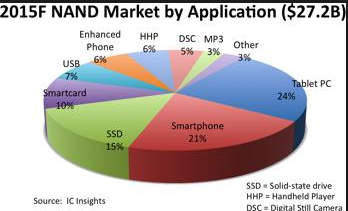 2015F NAND Market by Application ($27.2B)
Enhanced
Phone
6%
HHP
6%
DSC
5%
MP3
3%
Other
3%
USB
7%
Tablet PC
24%
Smartcard
10%
Smartphone
21%
SSD
15%
SSD = Solid-state drive
HHP = Handheld Player
DSC = Digital Still Camera
Source: IC Insights